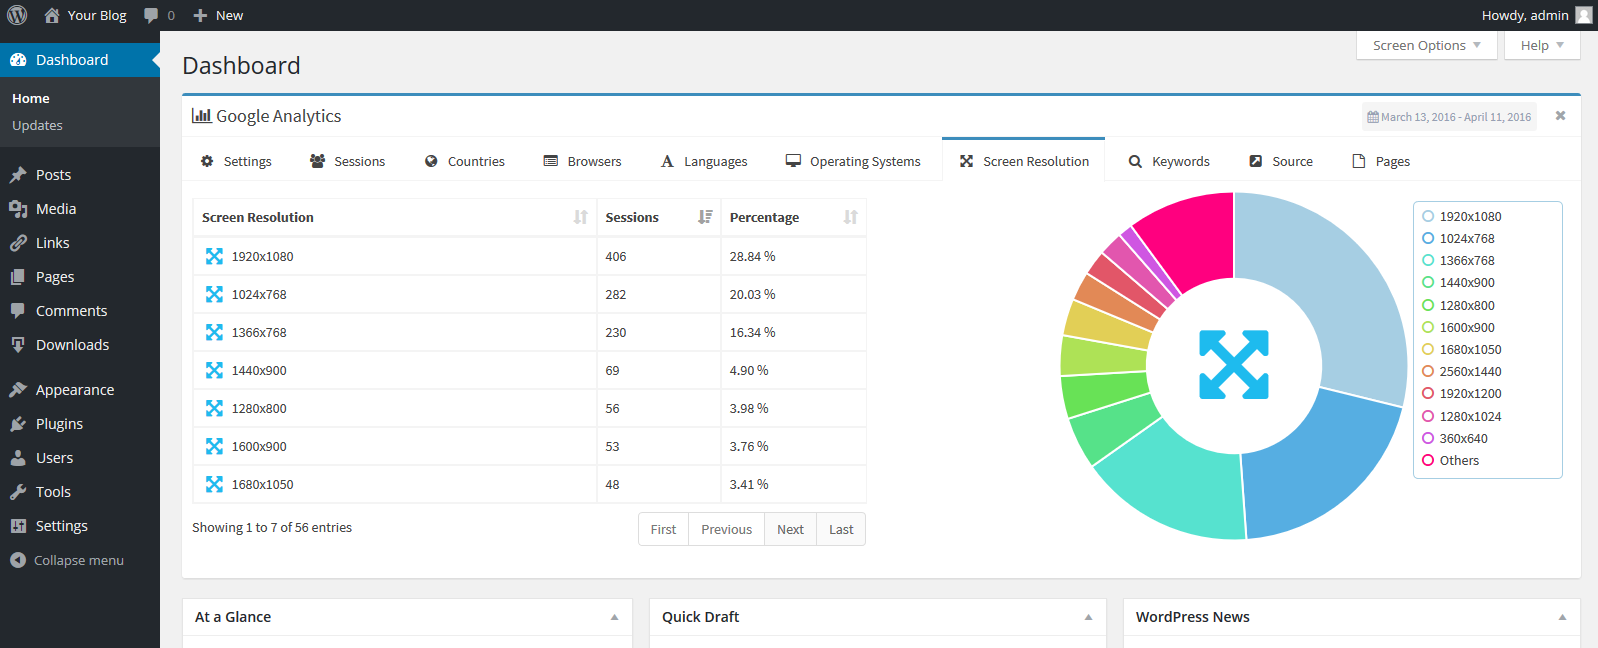 Your Blog 0 New Howdy, admin
Dashboard
Home
Updates
Posts
Media
Links
Pages
Comments
Downloads
Appearance
Plugins
Users
Tools
Settings
Collapse menu
Screen Options Help
Dashboard
Google Analytics March 13, 2016 - April 11, 2016
Settings Sessions Countries Browsers Languages Operating Systems Screen Resolution Keywords Source Pages
Screen Resolution Sessions Percentage
1920x1080 406 28.84 %
1024x768 282 20.03 %
1366x768 230 16.34 %
1440x900 69 4.90 %
1280x800 56 3.98 %
1600x900 53 3.76 %
1680x1050 48 3.41 %
Showing 1 to 7 of 56 entries First Previous Next Last
1920x1080
1024x768
1366x768
1440x900
1280x800
1600x900
1680x1050
2560x1440
1920x1200
1280x1024
360x640
Others
At a Glance Quick Draft WordPress News